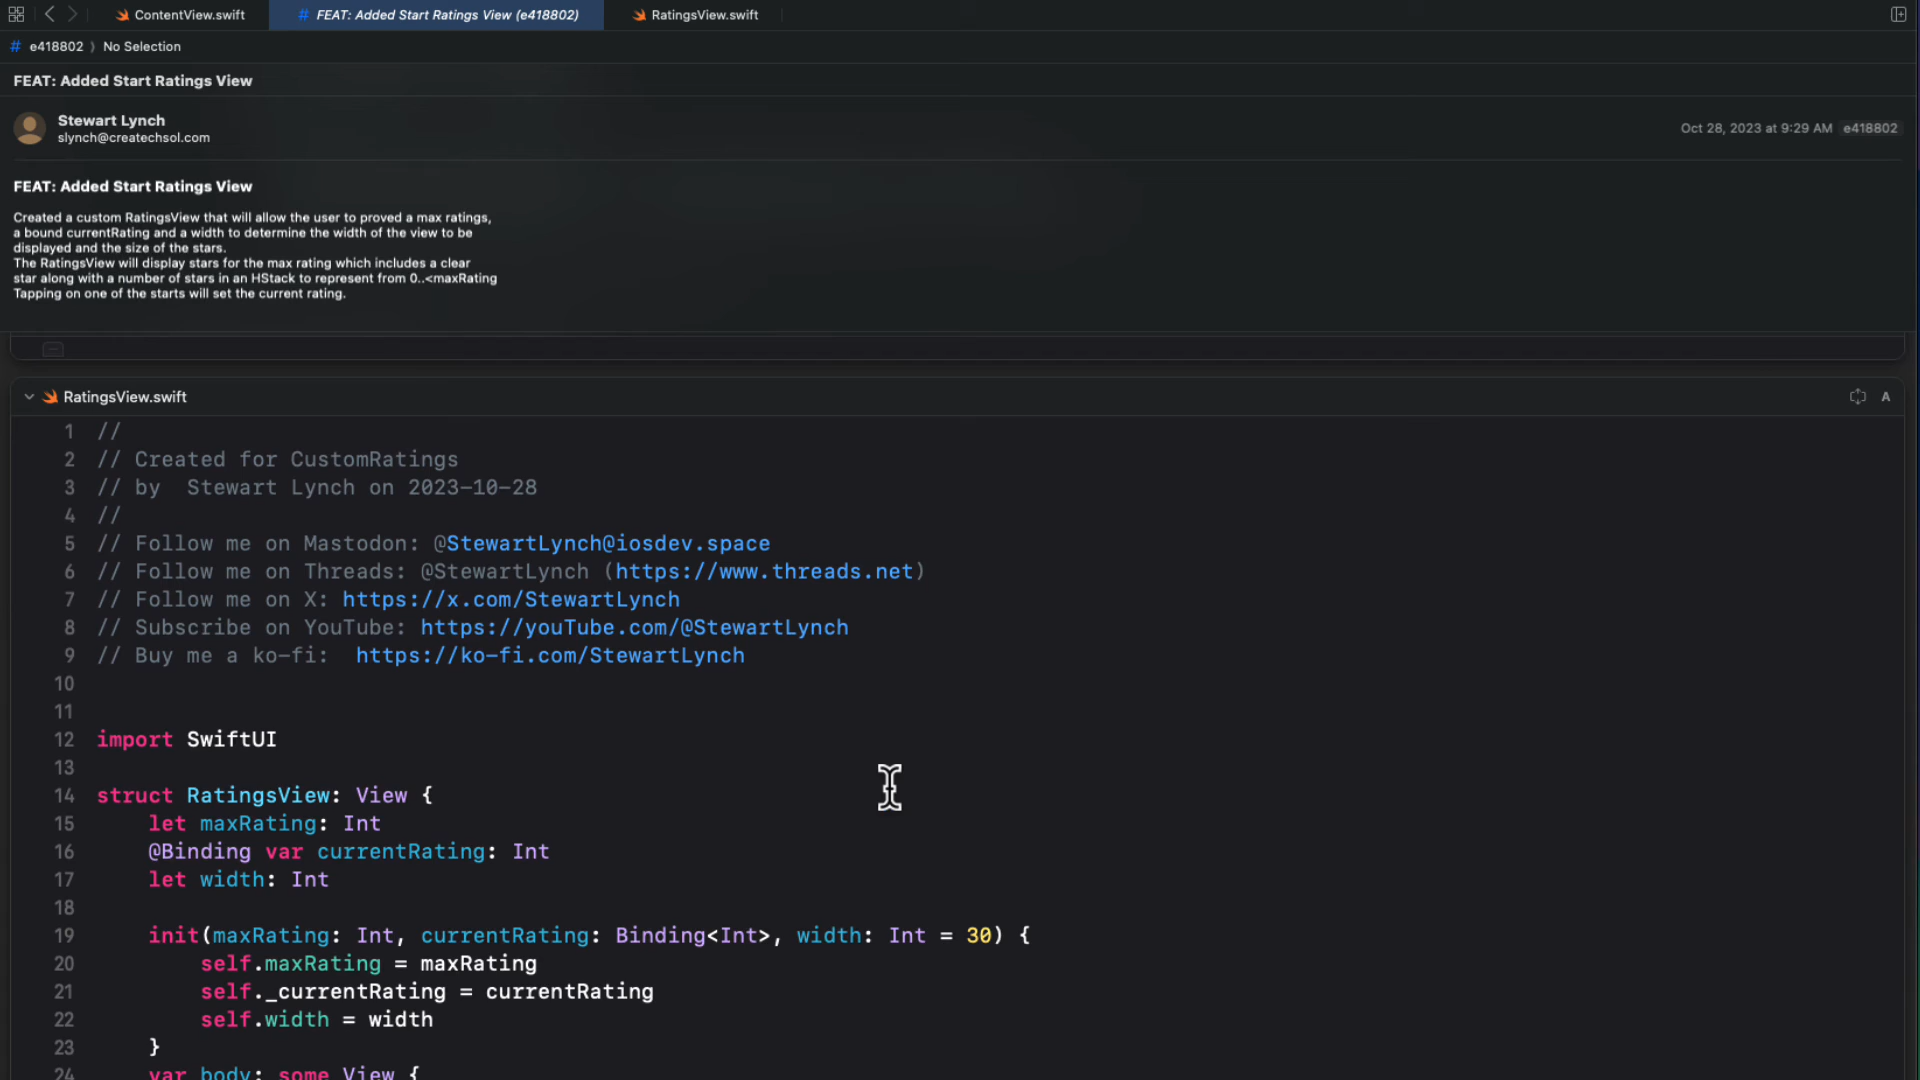 ContentView.swift
# FEAT: Added Start Ratings View (e418802)
RatingsView.swift
# e418802 ⟩ No Selection
FEAT: Added Start Ratings View
Stewart Lynch
slynch@createchsol.com
Oct 28, 2023 at 9:29 AM e418802
FEAT: Added Start Ratings View
Created a custom RatingsView that will allow the user to proved a max ratings,
a bound currentRating and a width to determine the width of the view to be
displayed and the size of the stars.
The RatingsView will display stars for the max rating which includes a clear
star along with a number of stars in an HStack to represent from 0..<maxRating
Tapping on one of the starts will set the current rating.
RatingsView.swift
A
1 //
2 // Created for CustomRatings
3 // by  Stewart Lynch on 2023-10-28
4 //
5 // Follow me on Mastodon: @StewartLynch@iosdev.space
6 // Follow me on Threads: @StewartLynch (https://www.threads.net)
7 // Follow me on X: https://x.com/StewartLynch
8 // Subscribe on YouTube: https://youTube.com/@StewartLynch
9 // Buy me a ko-fi:  https://ko-fi.com/StewartLynch
10
11
12 import SwiftUI
13
14 struct RatingsView: View {
15     let maxRating: Int
16     @Binding var currentRating: Int
17     let width: Int
18
19     init(maxRating: Int, currentRating: Binding<Int>, width: Int = 30) {
20         self.maxRating = maxRating
21         self._currentRating = currentRating
22         self.width = width
23     }
24     var body: some View {